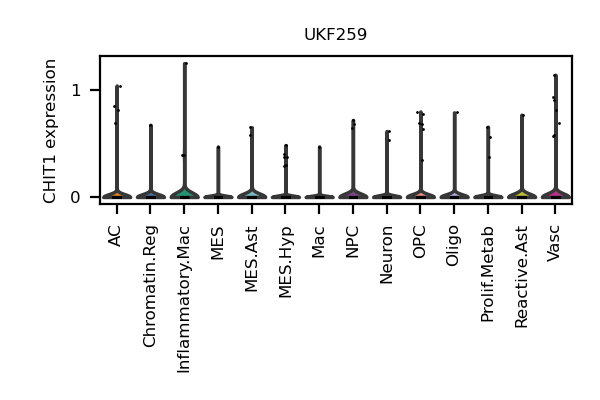 UKF259
CHIT1 expression
1
0
AC
Chromatin.Reg
Inflammatory.Mac
MES
MES.Ast
MES.Hyp
Mac
NPC
Neuron
OPC
Oligo
Prolif.Metab
Reactive.Ast
Vasc